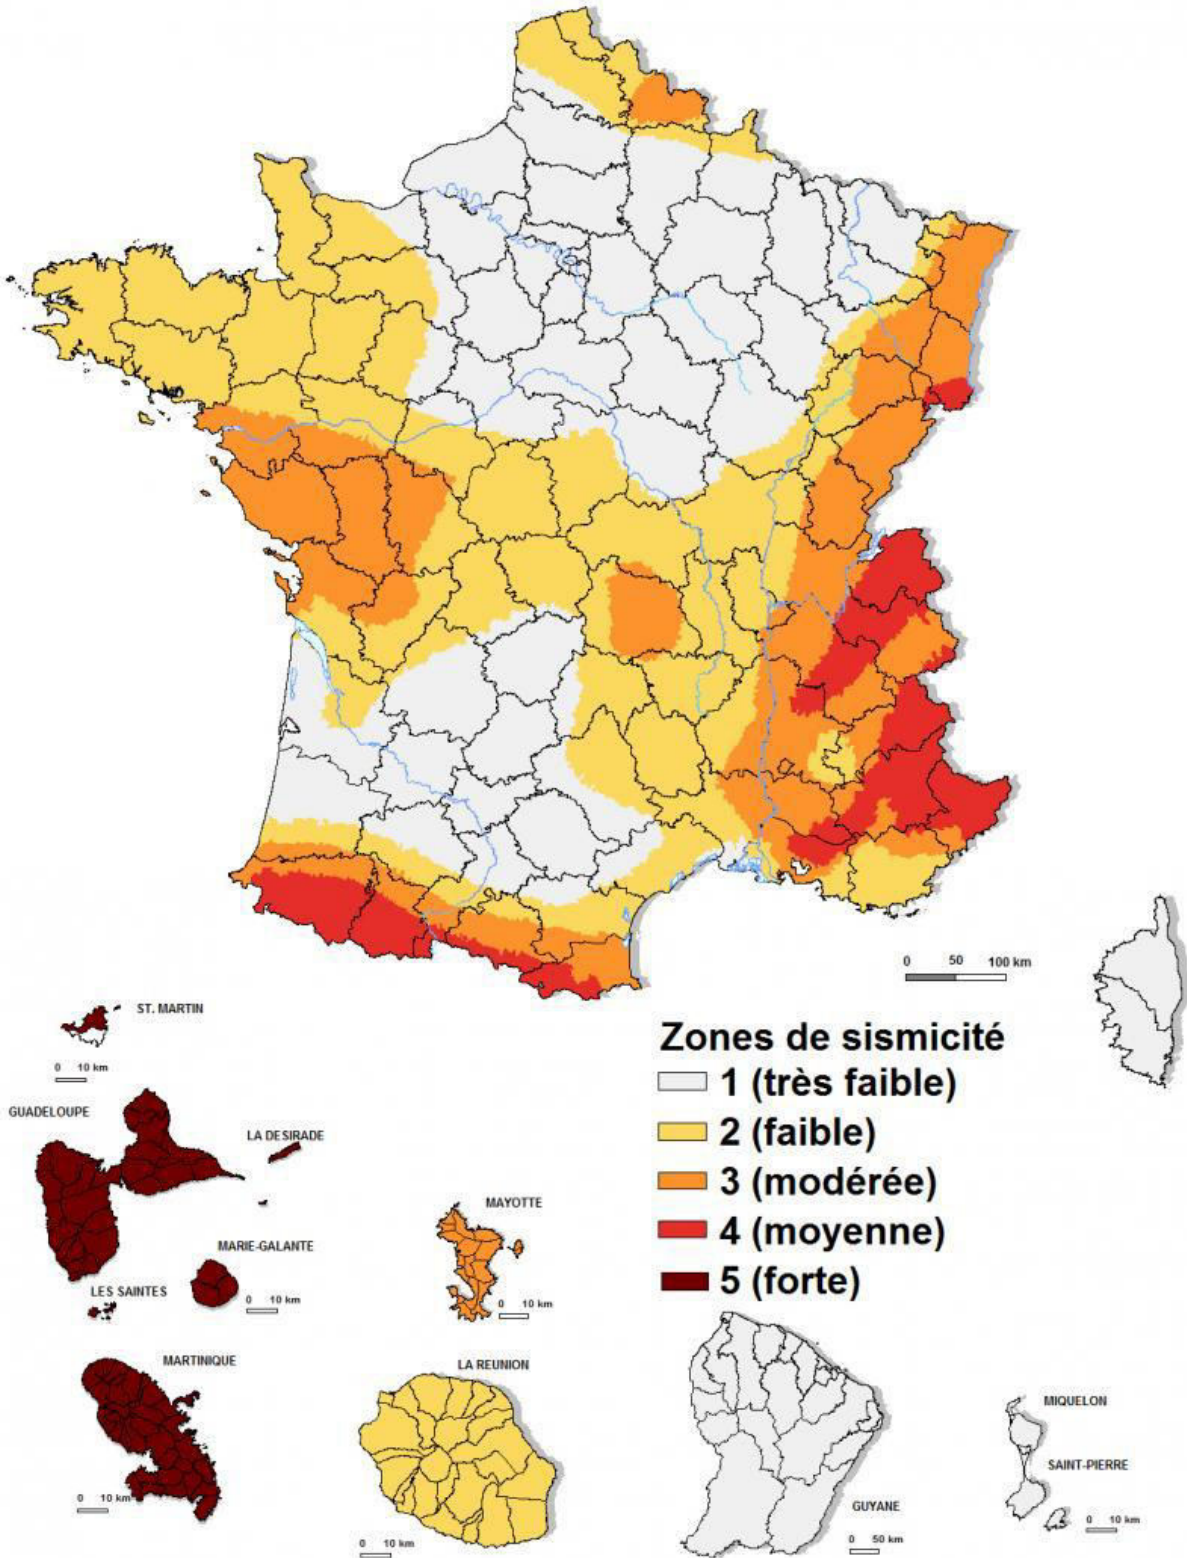 0 50 100 km
ST. MARTIN
0 10 km
Zones de sismicité
1 (très faible)
2 (faible)
3 (modérée)
4 (moyenne)
5 (forte)
GUADELOUPE
LA DESIRADE
MARIE-GALANTE
0 10 km
LES SAINTES
MAYOTTE
0 10 km
MARTINIQUE
0 10 km
LA REUNION
0 10 km
GUYANE
0 50 km
MIQUELON
SAINT-PIERRE
0 10 km